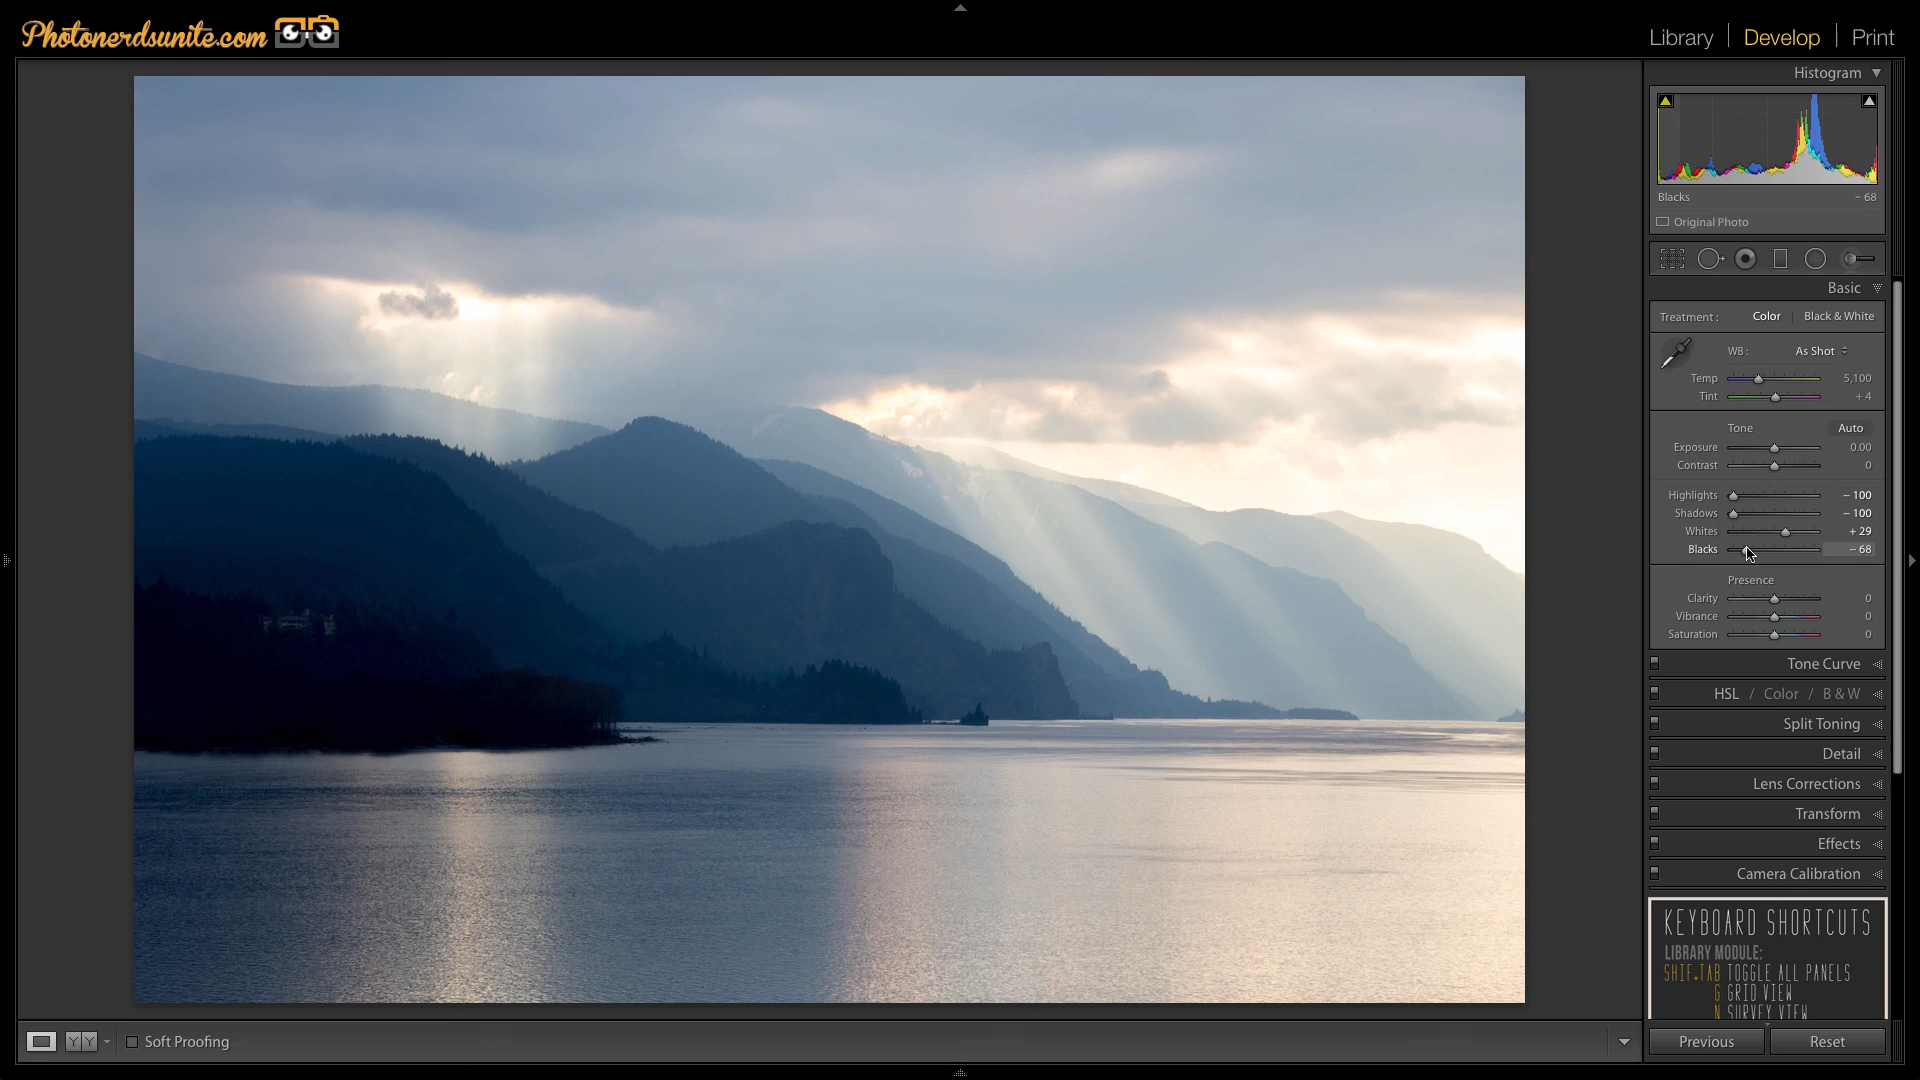 Photonerdsunite.com
Library | Develop | Print
Histogram
Blacks - 68
Original Photo
Basic
Treatment : Color | Black & White
WB : As Shot
Temp 5,100
Tint + 4
Tone Auto
Exposure 0.00
Contrast 0
Highlights - 100
Shadows - 100
Whites + 29
Blacks - 68
Presence
Clarity 0
Vibrance 0
Saturation 0
Tone Curve
HSL / Color / B & W
Split Toning
Detail
Lens Corrections
Transform
Effects
Camera Calibration
KEYBOARD SHORTCUTS
LIBRARY MODULE:
SHIF+TAB TOGGLE ALL PANELS
G GRID VIEW
N SURVEY VIEW
YY Soft Proofing
Previous Reset